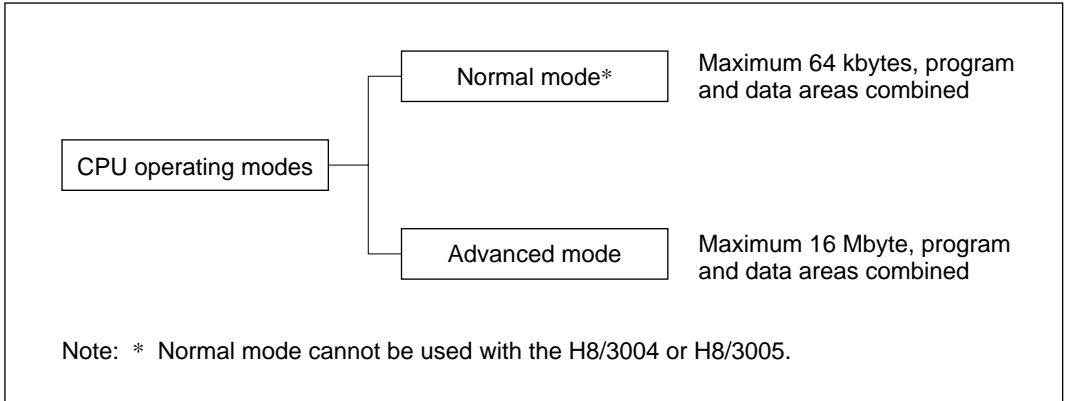 Normal mode*
Maximum 64 kbytes, program
and data areas combined
CPU operating modes
Advanced mode
Maximum 16 Mbyte, program
and data areas combined
Note: * Normal mode cannot be used with the H8/3004 or H8/3005.